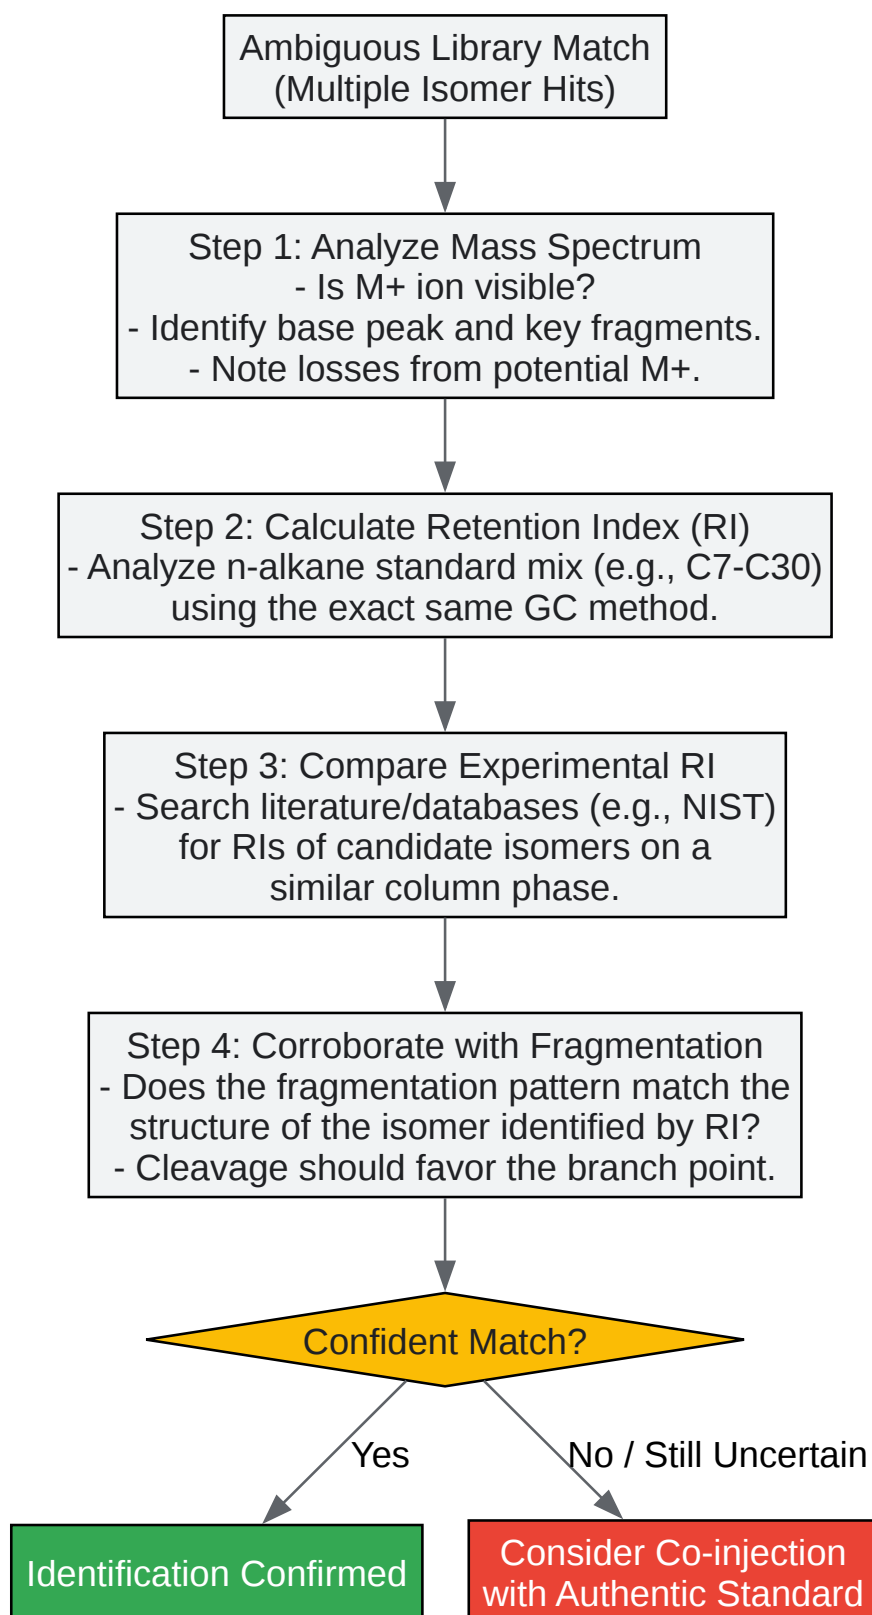 Ambiguous Library Match
(Multiple Isomer Hits)
Step 1: Analyze Mass Spectrum
- Is M+ ion visible?
- Identify base peak and key fragments.
- Note losses from potential M+.
Step 2: Calculate Retention Index (RI)
- Analyze n-alkane standard mix (e.g., C7-C30)
using the exact same GC method.
Step 3: Compare Experimental RI
- Search literature/databases (e.g., NIST)
for RIs of candidate isomers on a
similar column phase.
Step 4: Corroborate with Fragmentation
- Does the fragmentation pattern match the
structure of the isomer identified by RI?
- Cleavage should favor the branch point.
Confident Match?
Yes
No / Still Uncertain
Identification Confirmed
Consider Co-injection
with Authentic Standard